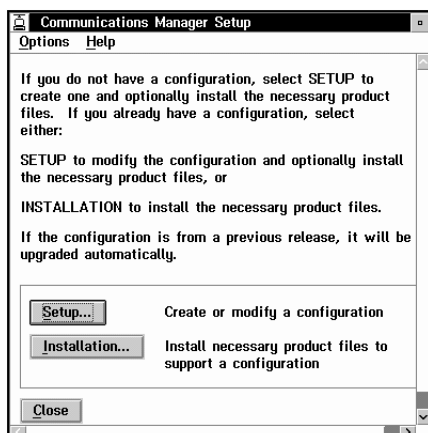 Communications Manager Setup
Options Help
If you do not have a configuration, select SETUP to
create one and optionally install the necessary product
files. If you already have a configuration, select
either:
SETUP to modify the configuration and optionally install
the necessary product files, or
INSTALLATION to install the necessary product files.
If the configuration is from a previous release, it will be
upgraded automatically.
Setup... Create or modify a configuration
Installation... Install necessary product files to
support a configuration
Close